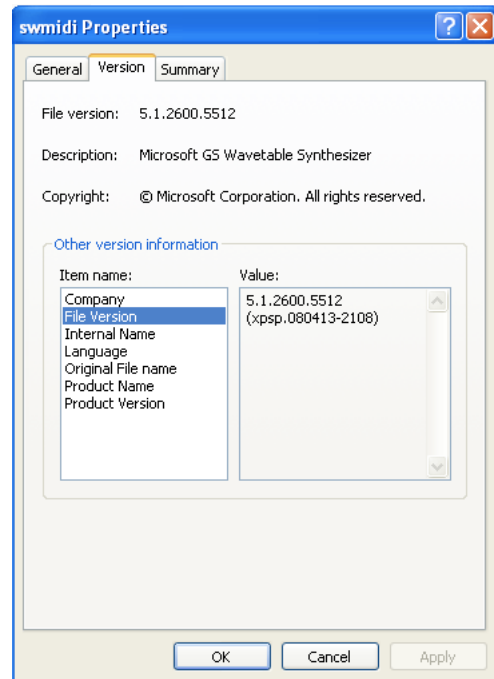 swmidi Properties
General Version Summary
File version: 5.1.2600.5512
Description: Microsoft GS Wavetable Synthesizer
Copyright: © Microsoft Corporation. All rights reserved.
Other version information
Item name: Value:
Company 5.1.2600.5512
File Version (xpsp.080413-2108)
Internal Name
Language
Original File name
Product Name
Product Version
OK Cancel Apply